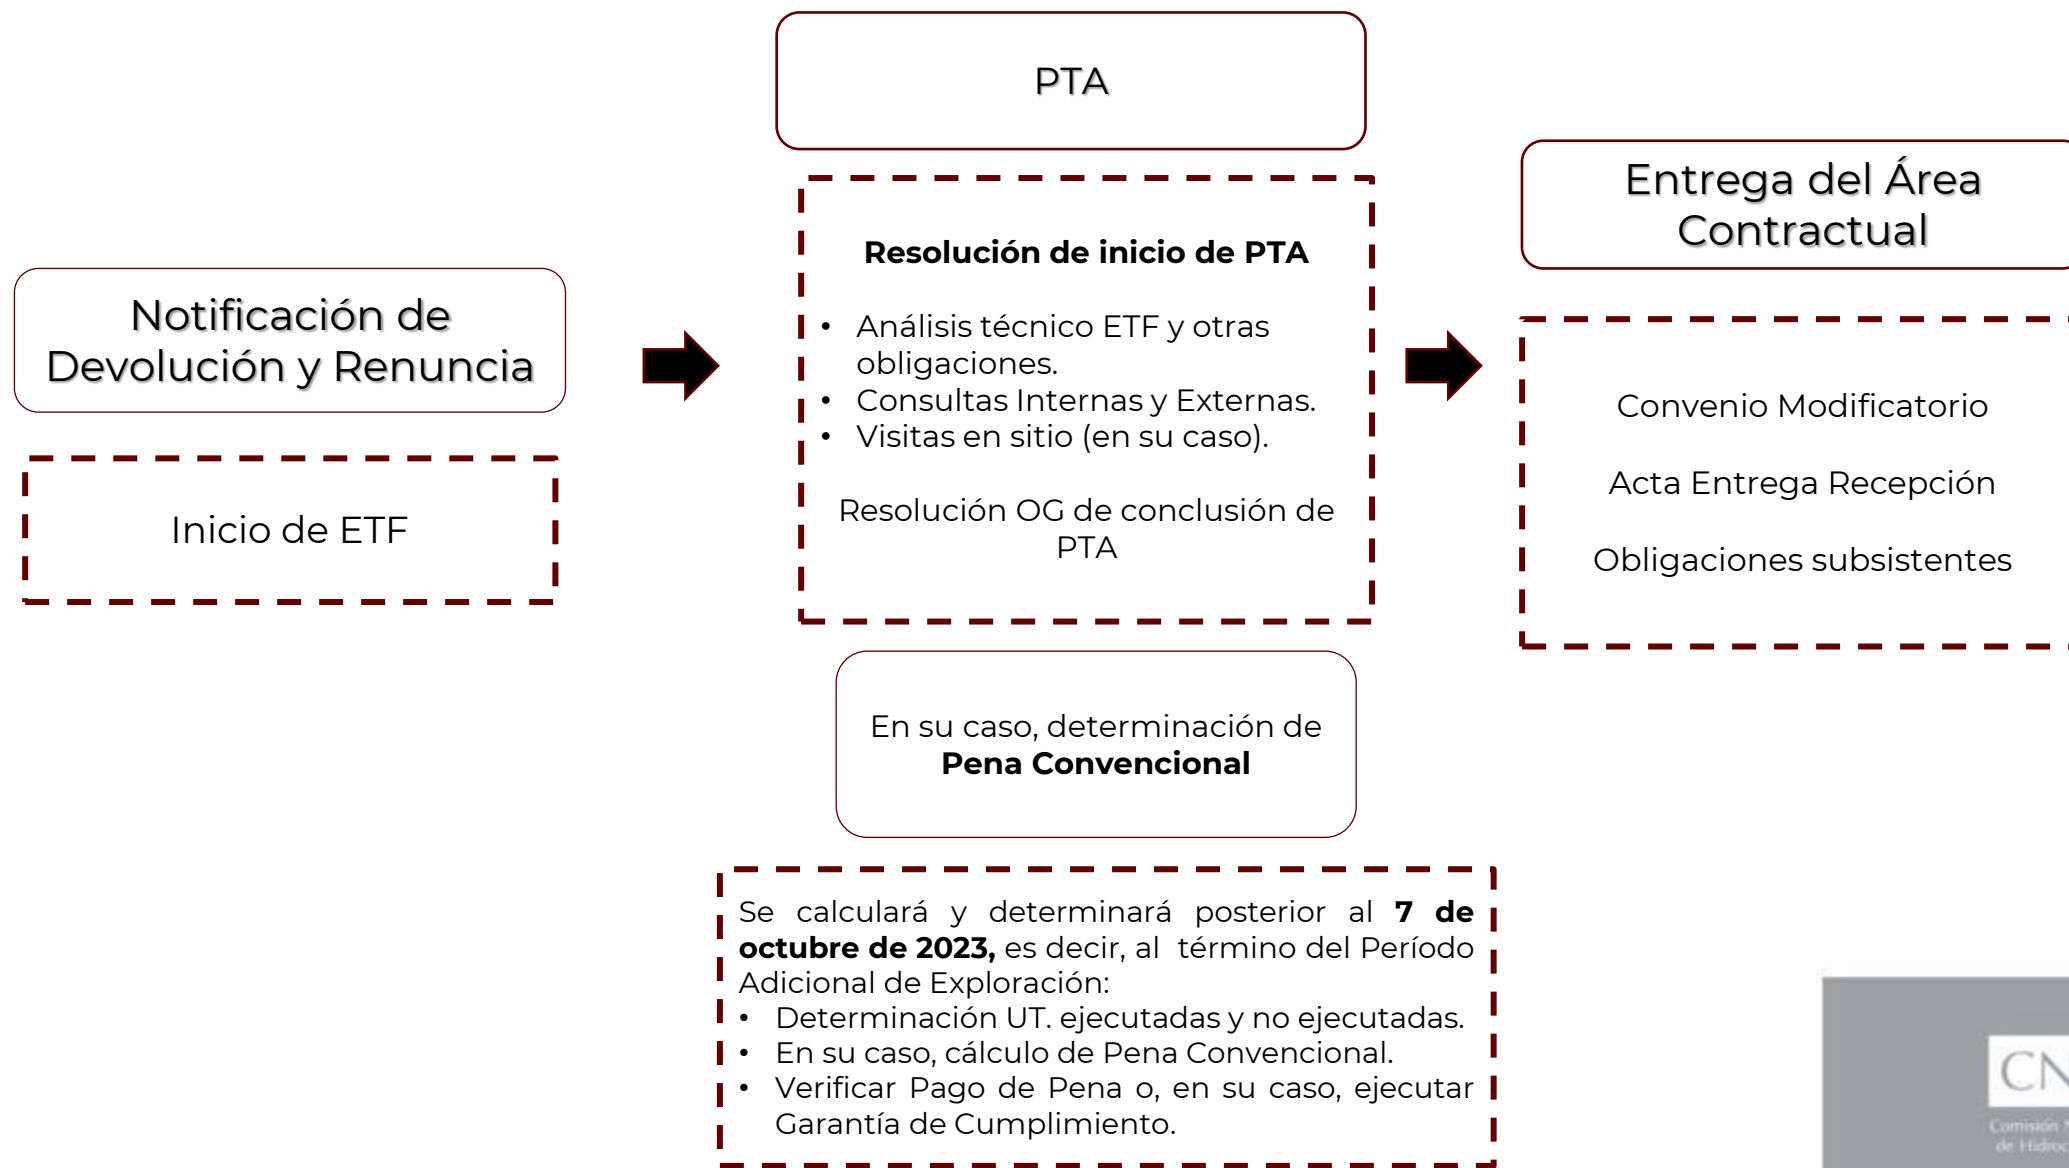 Notificación de
Devolución y Renuncia
Inicio de ETF
PTA
Resolución de inicio de PTA
• Análisis técnico ETF y otras
obligaciones.
• Consultas Internas y Externas.
• Visitas en sitio (en su caso).
Resolución OG de conclusión de
PTA
En su caso, determinación de
Pena Convencional
Se calculará y determinará posterior al 7 de
octubre de 2023, es decir, al término del Período
Adicional de Exploración:
• Determinación UT. ejecutadas y no ejecutadas.
• En su caso, cálculo de Pena Convencional.
• Verificar Pago de Pena o, en su caso, ejecutar
Garantía de Cumplimiento.
Entrega del Área
Contractual
Convenio Modificatorio
Acta Entrega Recepción
Obligaciones subsistentes
CN
Comisión
de